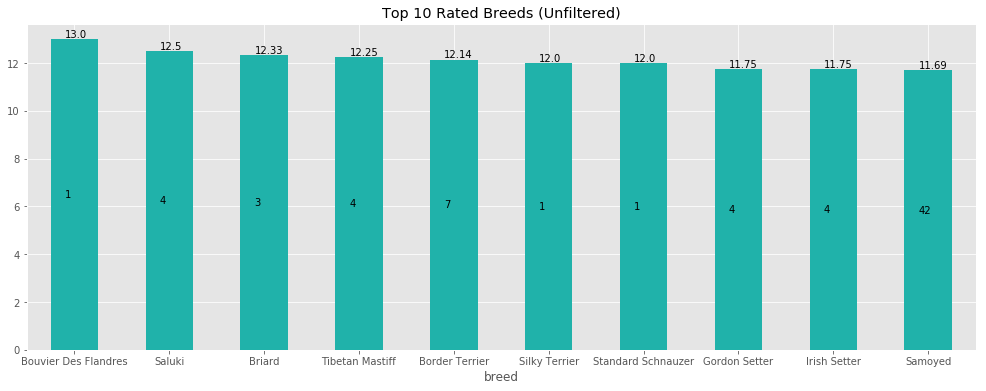 Top 10 Rated Breeds (Unfiltered)
13.0
12.5
12.33
12.25
12.14
12.0
12.0
11.75
11.75
11.69
12
10
8
6
4
2
0
1
4
3
4
7
1
1
4
4
42
Bouvier Des Flandres
Saluki
Briard
Tibetan Mastiff
Border Terrier
Silky Terrier
Standard Schnauzer
Gordon Setter
Irish Setter
Samoyed
breed